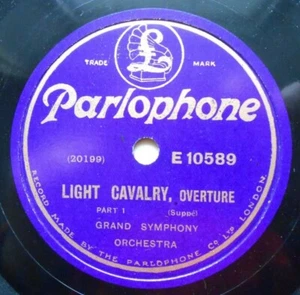 £
TRADE MARK
Parlophone
(20199) E 10589
LIGHT CAVALRY, OVERTURE
PART 1 (Suppé)
GRAND SYMPHONY
ORCHESTRA
RECORD MADE BY THE PARLOPHONE CO LTD LONDON.